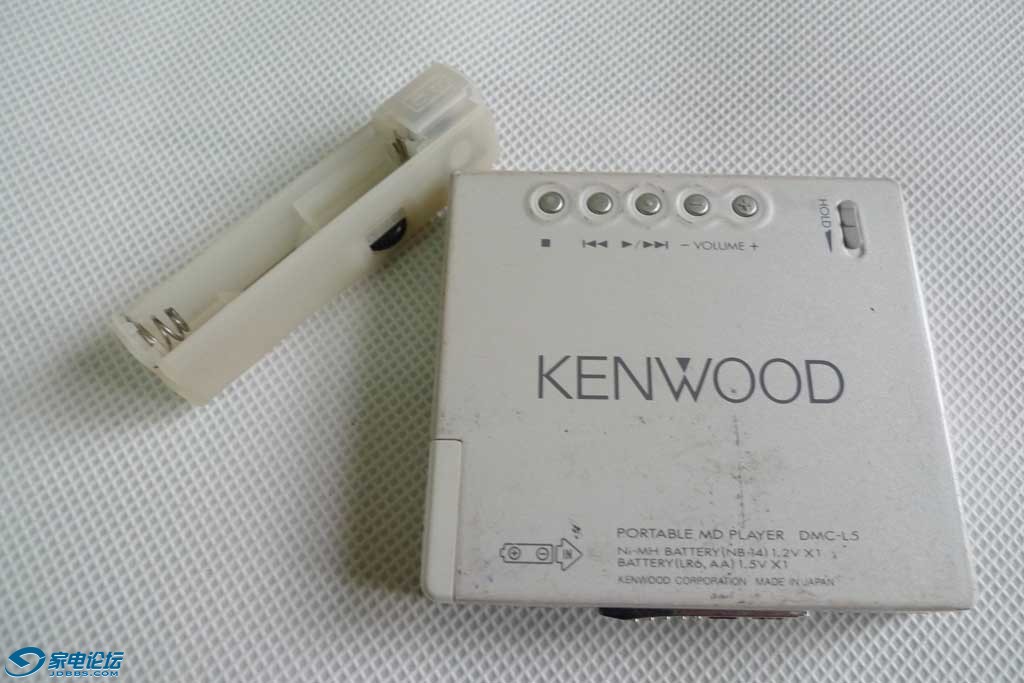 HOLD
− VOLUME +
KENWOOD
IN
PORTABLE MD PLAYER DMC-L5
Ni-MH BATTERY(NB-14) 1.2V X1
BATTERY(LR6, AA) 1.5V X1
KENWOOD CORPORATION MADE IN JAPAN
家电论坛
JDBBS.COM